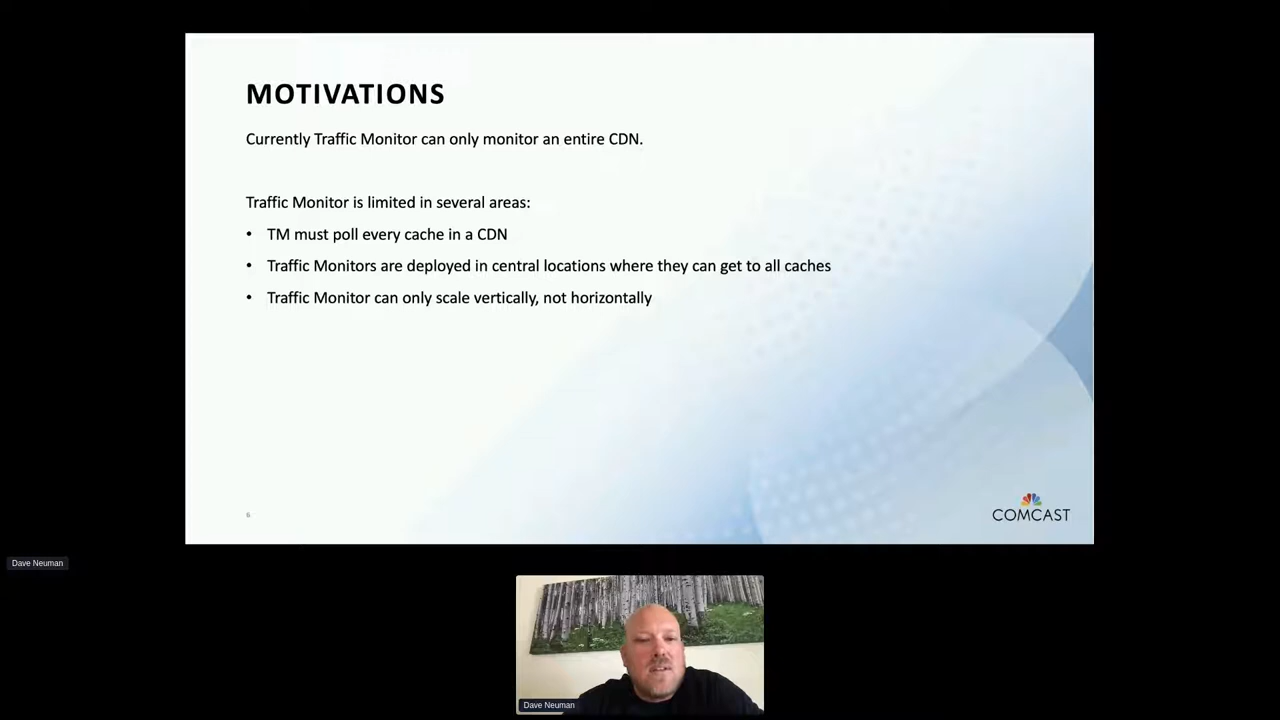 MOTIVATIONS
Currently Traffic Monitor can only monitor an entire CDN.
Traffic Monitor is limited in several areas:
• TM must poll every cache in a CDN
• Traffic Monitors are deployed in central locations where they can get to all caches
• Traffic Monitor can only scale vertically, not horizontally
6
COMCAST
Dave Neuman
Dave Neuman